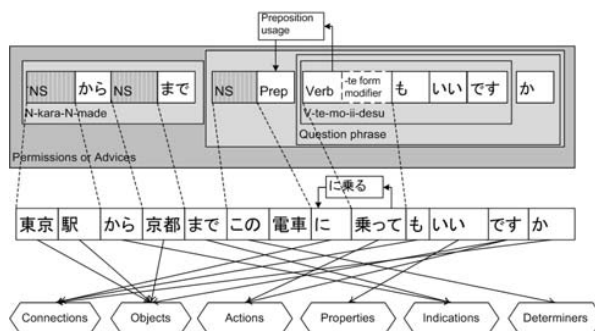 Preposition usage
NS から NS まで NS Prep Verb -te form modifier も いい です か
N-kara-N-made
V-te-mo-ii-desu
Question phrase
Permissions or Advices
に乗る
東京 駅 から 京都 まで この 電車 に 乗って も いい です か
Connections Objects Actions Properties Indications Determiners